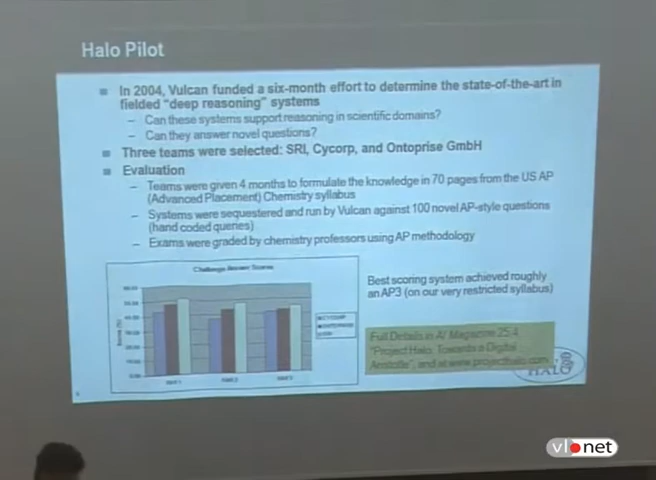 Halo Pilot
In 2004, Vulcan funded a six-month effort to determine the state-of-the-art in
fielded "deep reasoning" systems
– Can these systems support reasoning in scientific domains?
– Can they answer novel questions?
Three teams were selected: SRI, Cycorp, and Ontoprise GmbH
Evaluation
– Teams were given 4 months to formulate the knowledge in 70 pages from the US AP
(Advanced Placement) Chemistry syllabus
– Systems were sequestered and run by Vulcan against 100 novel AP-style questions
(hand coded queries)
– Exams were graded by chemistry professors using AP methodology
Challenge Answer Scores
Best scoring system achieved roughly
an AP3 (on our very restricted syllabus)
Full Details in AI Magazine 25:4,
"Project Halo: Towards a Digital
Aristotle", and at www.projecthalo.com
HALO
vl net